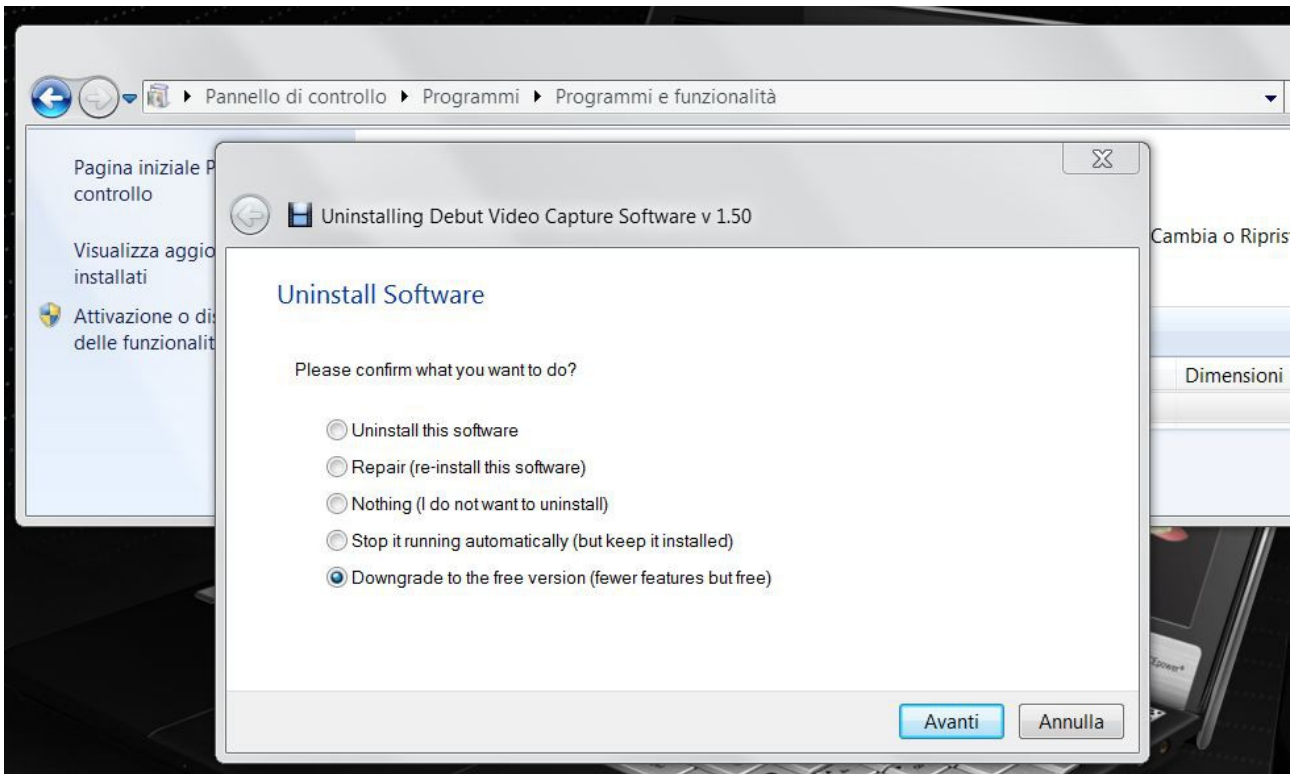 Pannello di controllo Programmi Programmi e funzionalità
Pagina iniziale P
controllo
Visualizza aggio
installati
Attivazione o dis
delle funzionalit
Uninstalling Debut Video Capture Software v 1.50
Cambia o Ripris
Uninstall Software
Please confirm what you want to do?
Dimensioni
Uninstall this software
Repair (re-install this software)
Nothing (I do not want to uninstall)
Stop it running automatically (but keep it installed)
Downgrade to the free version (fewer features but free)
Avanti
Annulla